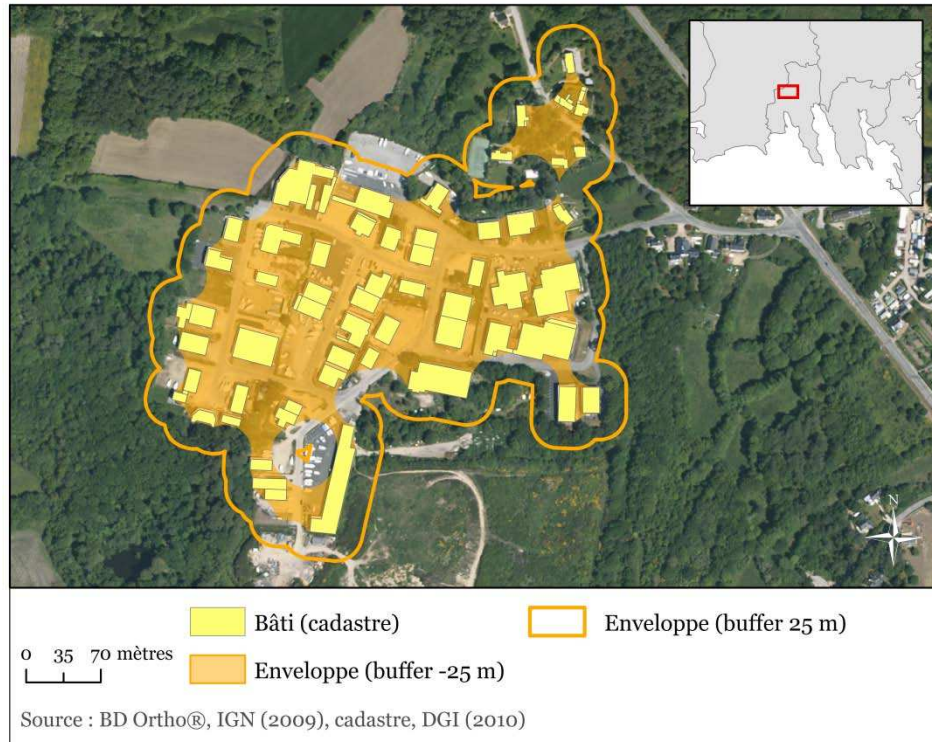 N
Bâti (cadastre)
Enveloppe (buffer 25 m)
0 35 70 mètres
Enveloppe (buffer -25 m)
Source : BD Ortho®, IGN (2009), cadastre, DGI (2010)